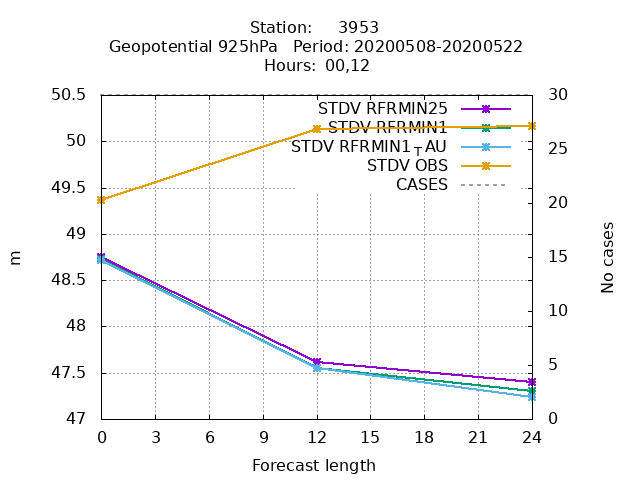 Station:     3953
Geopotential 925hPa   Period: 20200508-20200522
Hours: 00,12
50.5
50
49.5
49
48.5
48
47.5
47
m
30
25
20
15
10
5
0
No cases
STDV RFRMIN25
STDV RFRMIN1
STDV RFRMIN1TAU
STDV OBS
CASES
0 3 6 9 12 15 18 21 24
Forecast length